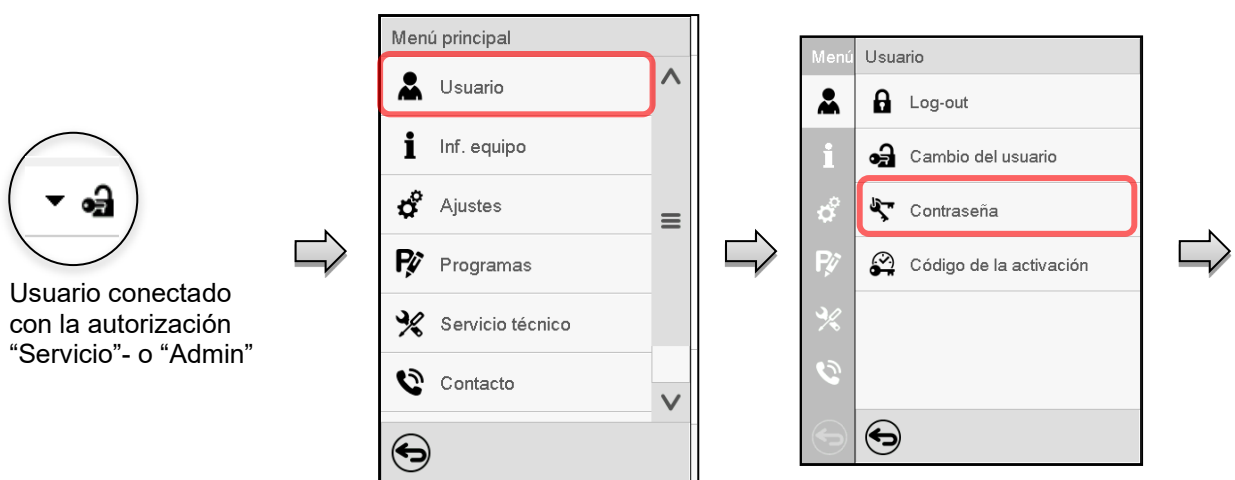 Usuario conectado
con la autorización
“Servicio”- o “Admin”
Menú principal
Usuario
Inf. equipo
Ajustes
Programas
Servicio técnico
Contacto
Menú Usuario
Log-out
Cambio del usuario
Contraseña
Código de la activación